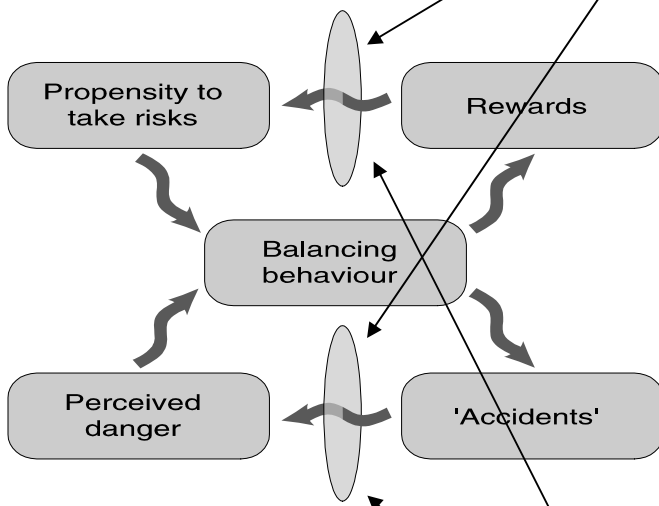 Propensity to
take risks
Rewards
Balancing
behaviour
Perceived
danger
'Accidents'